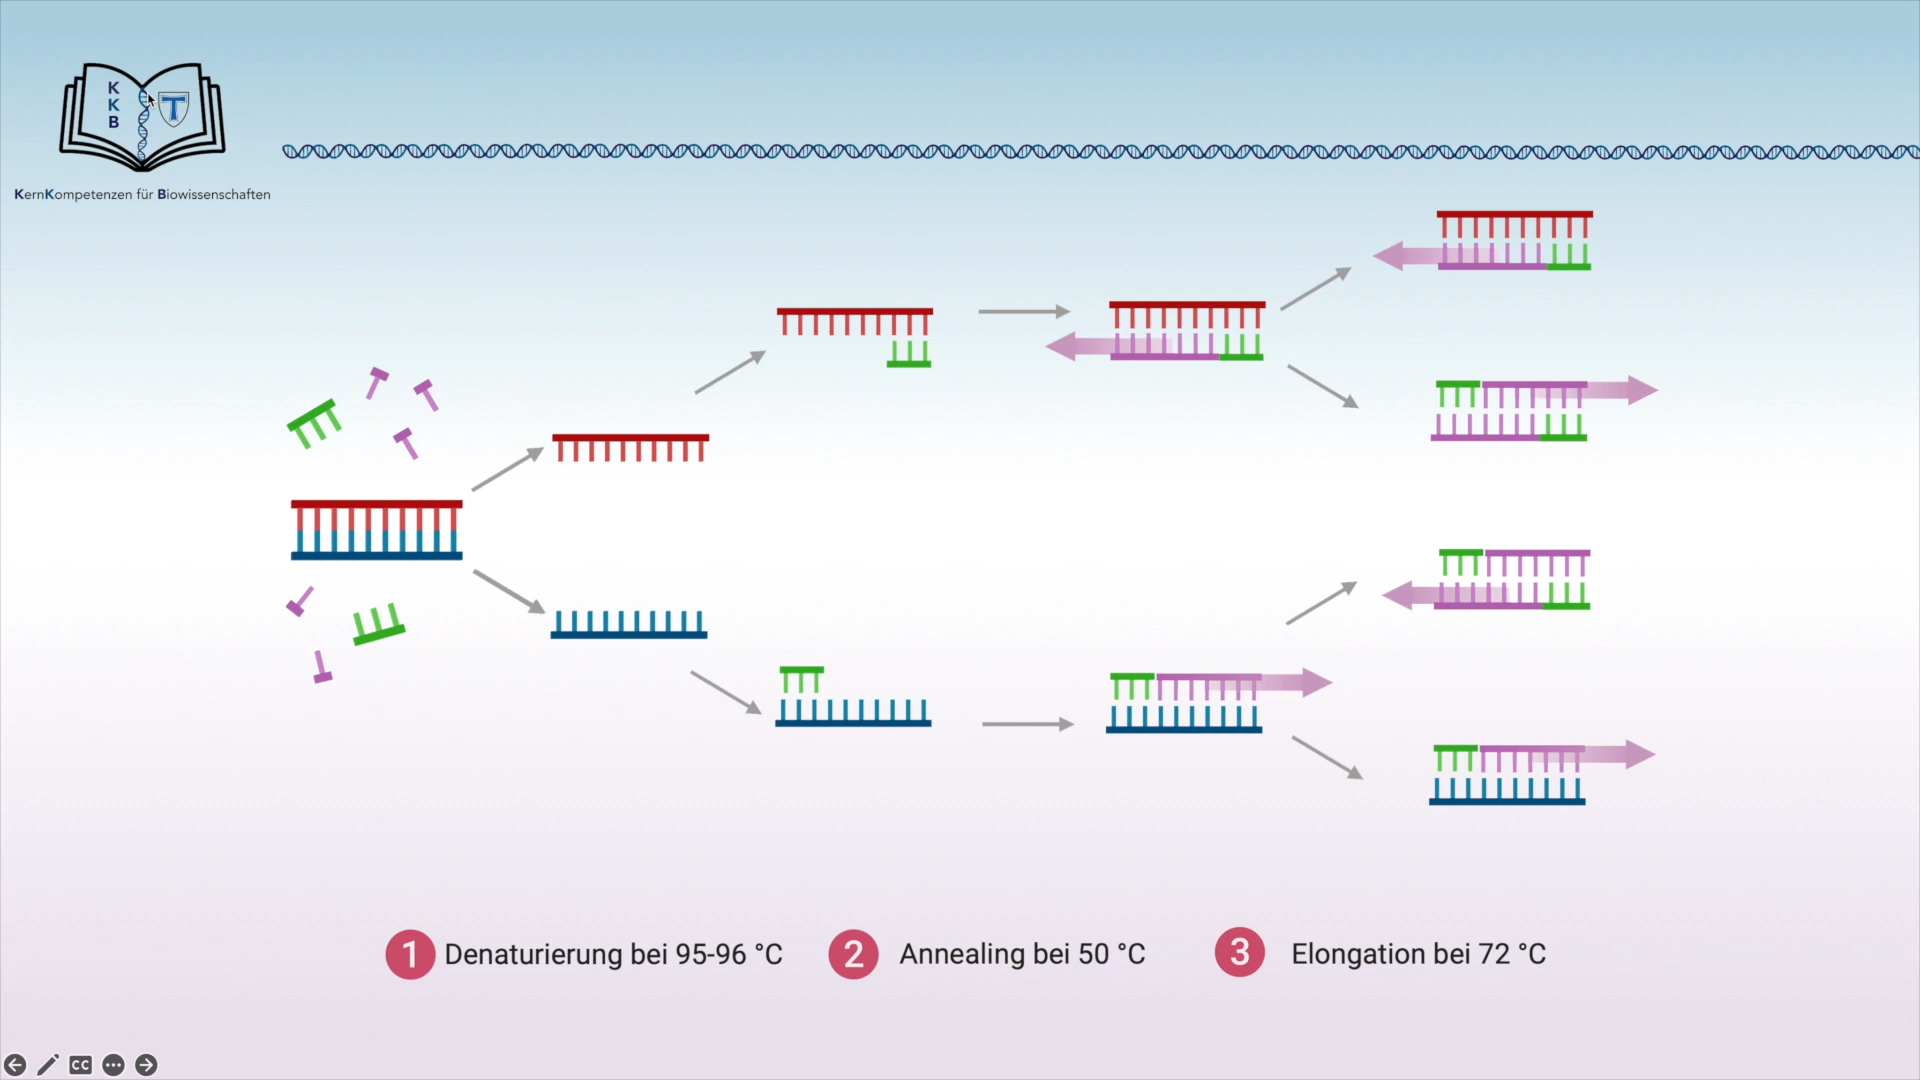 K
K
B
T
KernKompetenzen für Biowissenschaften
1 Denaturierung bei 95-96 °C
2 Annealing bei 50 °C
3 Elongation bei 72 °C
CC